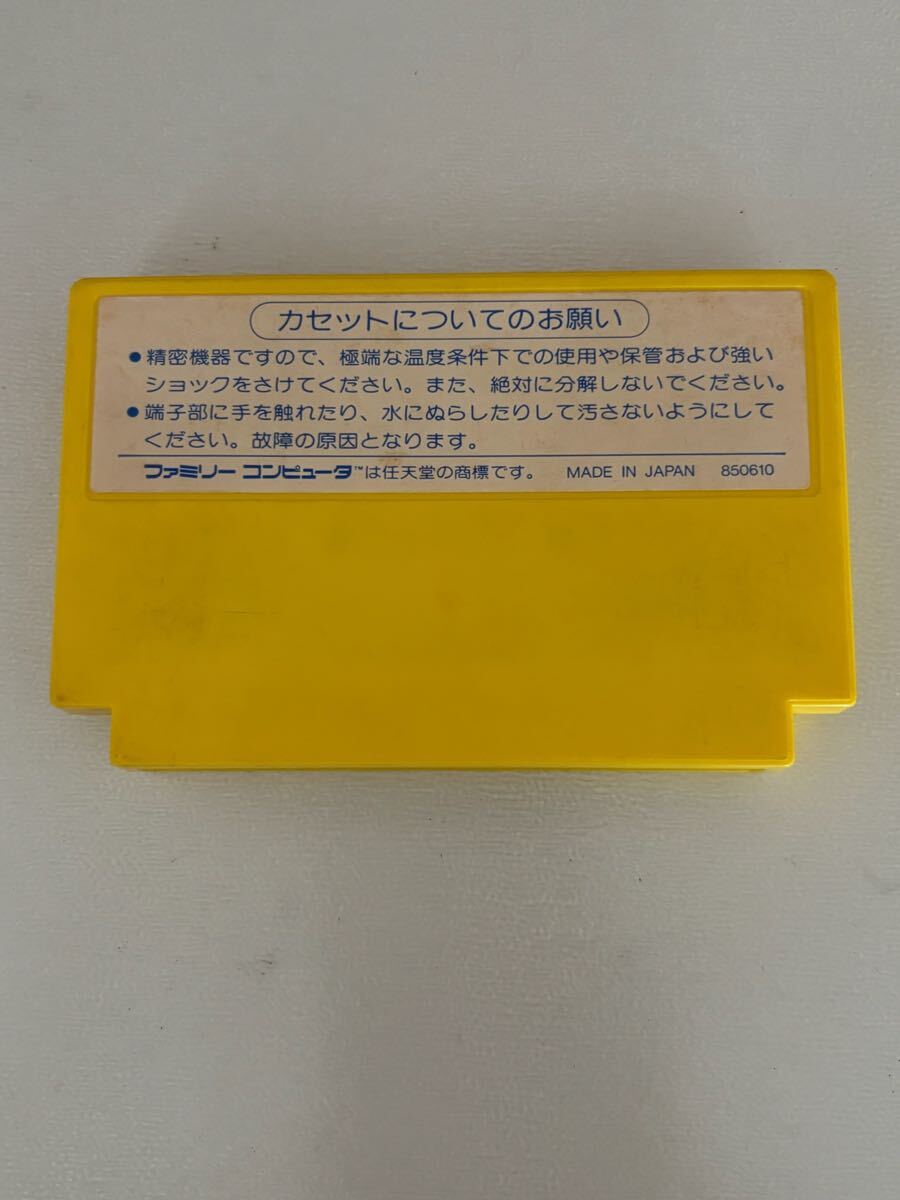 カセットについてのお願い
●精密機器ですので、極端な温度条件下での使用や保管および強い
ショックをさけてください。また、絶対に分解しないでください。
●端子部に手を触れたり、水にぬらしたりして汚さないようにして
ください。故障の原因となります。
ファミリー コンピュータ™は任天堂の商標です。 MADE IN JAPAN 850610